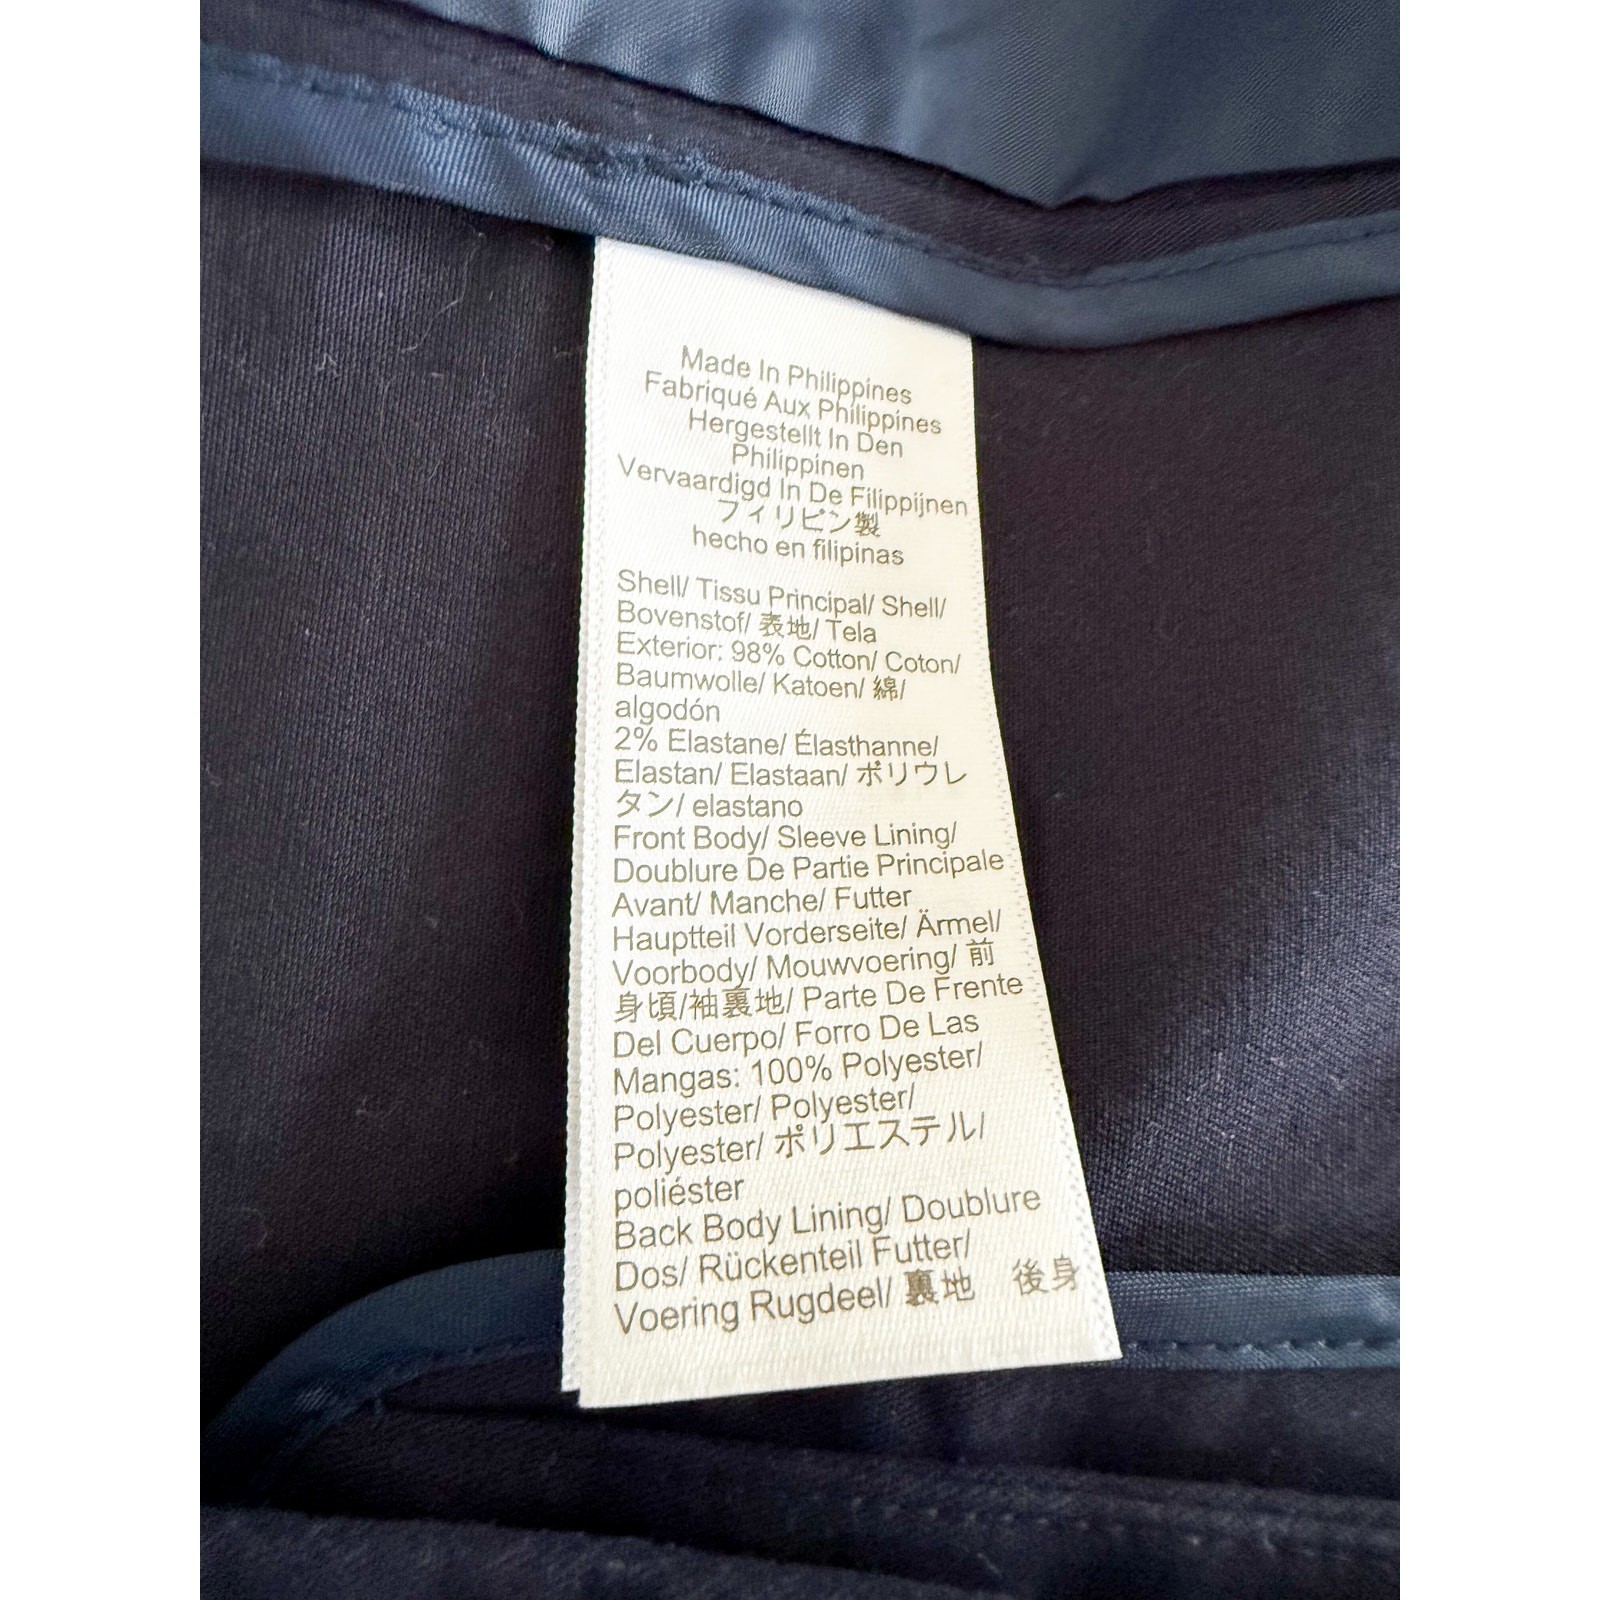 Made In Philippines
Fabriqué Aux Philippines
Hergestellt In Den
Philippinen
Vervaardigd In De Filippijnen
フィリピン製
hecho en filipinas
Shell/ Tissu Principal/ Shell/
Bovenstof/ 表地/ Tela
Exterior: 98% Cotton/ Coton/
Baumwolle/ Katoen/ 綿/
algodón
2% Elastane/ Élasthanne/
Elastan/ Elastaan/ ポリウレ
タン/ elastano
Front Body/ Sleeve Lining/
Doublure De Partie Principale
Avant/ Manche/ Futter
Hauptteil Vorderseite/ Ärmel/
Voorbody/ Mouwvoering/ 前
身頃/袖裏地/ Parte De Frente
Del Cuerpo/ Forro De Las
Mangas: 100% Polyester/
Polyester/ Polyester/
Polyester/ ポリエステル/
poliéster
Back Body Lining/ Doublure
Dos/ Rückenteil Futter/
Voering Rugdeel/ 裏地　後身